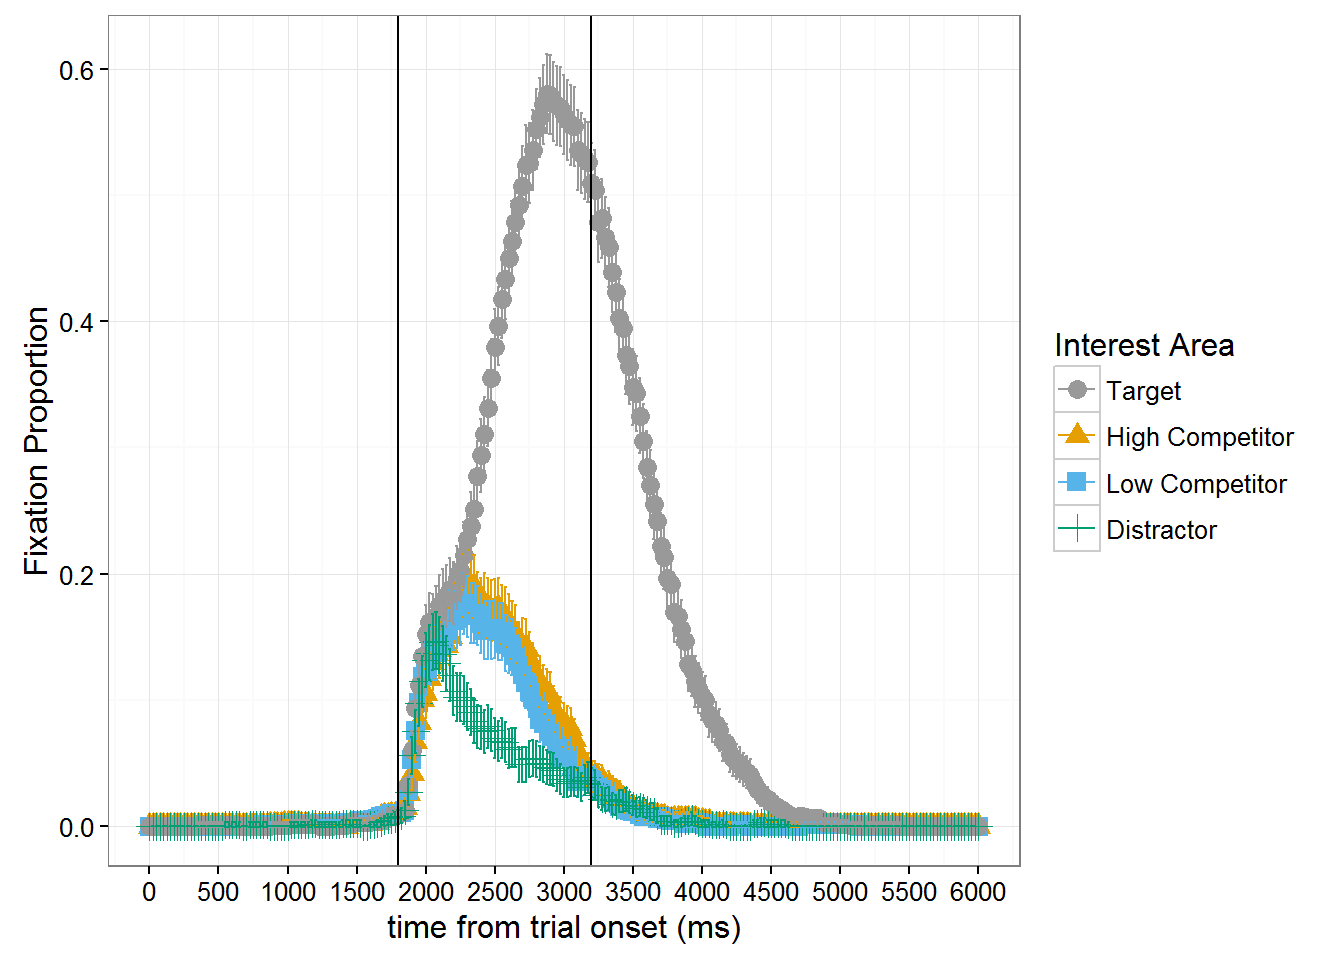 Fixation Proportion
0.6
0.4
0.2
0.0
0 500 1000 1500 2000 2500 3000 3500 4000 4500 5000 5500 6000
time from trial onset (ms)
Interest Area
Target
High Competitor
Low Competitor
Distractor